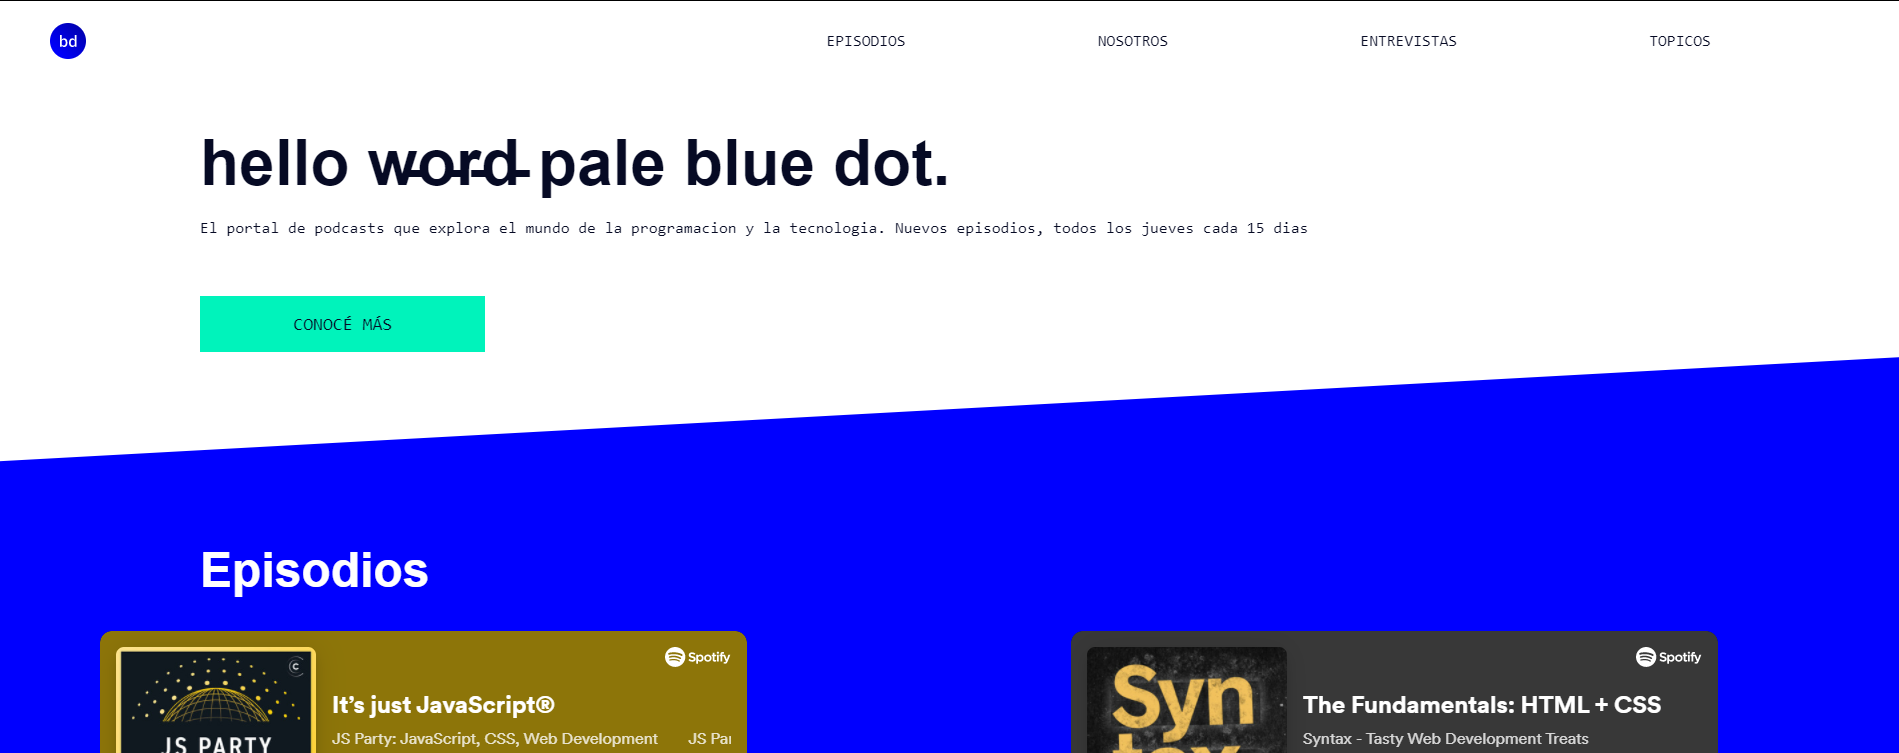 bd
EPISODIOS NOSOTROS ENTREVISTAS TOPICOS
hello word pale blue dot.
El portal de podcasts que explora el mundo de la programacion y la tecnologia. Nuevos episodios, todos los jueves cada 15 dias
CONOCÉ MÁS
Episodios
Spotify
It's just JavaScript®
JS Party: JavaScript, CSS, Web Development JS Pa
JS PARTY
Spotify
The Fundamentals: HTML + CSS
Syntax - Tasty Web Development Treats
Syn
tex